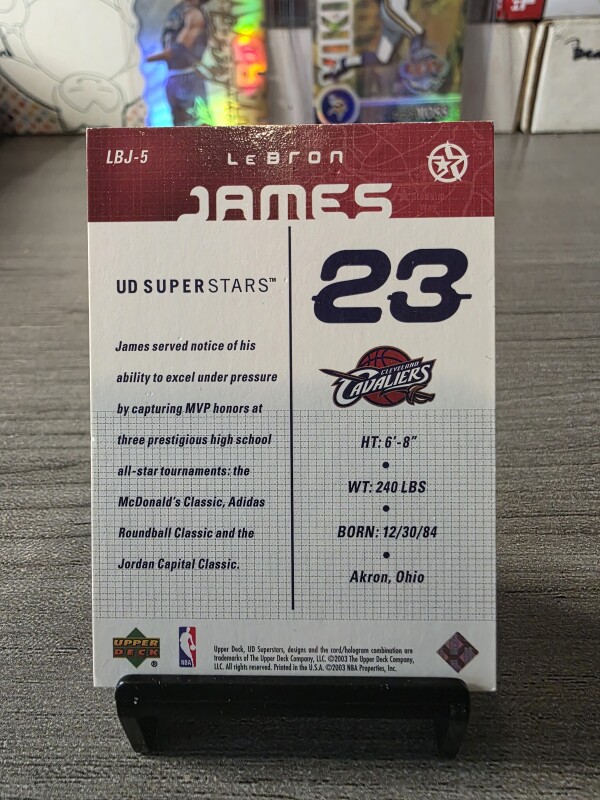 VIKI
MOSS
LBJ-5
LeBron
JAMES
UD SUPERSTARS™
23
James served notice of his
ability to excel under pressure
by capturing MVP honors at
three prestigious high school
all-star tournaments: the
McDonald's Classic, Adidas
Roundball Classic and the
Jordan Capital Classic.
CLEVELAND
CAVALIERS
HT: 6'-8"
•
WT: 240 LBS
•
BORN: 12/30/84
•
Akron, Ohio
UPPER
DECK
®
NBA
Upper Deck, UD Superstars, designs and the card/hologram combination are
trademarks of The Upper Deck Company, LLC. ©2003 The Upper Deck Company,
LLC. All rights reserved. Printed in the U.S.A. ©2003 NBA Properties, Inc.